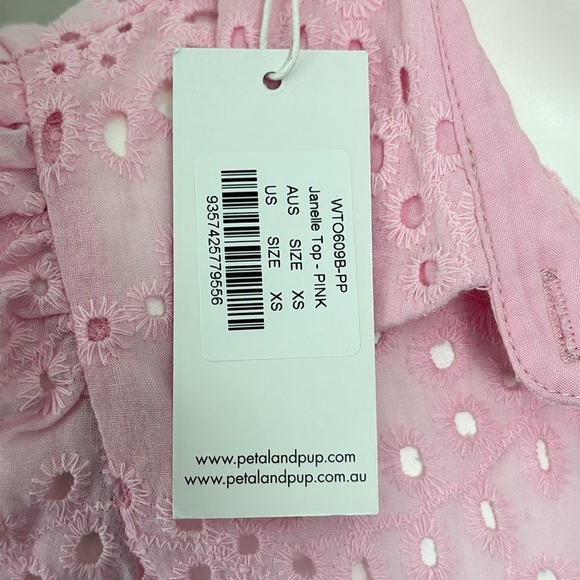 WTO609B-PP
Janelle Top - PINK
AUS SIZE XS
US SIZE XS
9357425779556
www.petalandpup.com
www.petalandpup.com.au